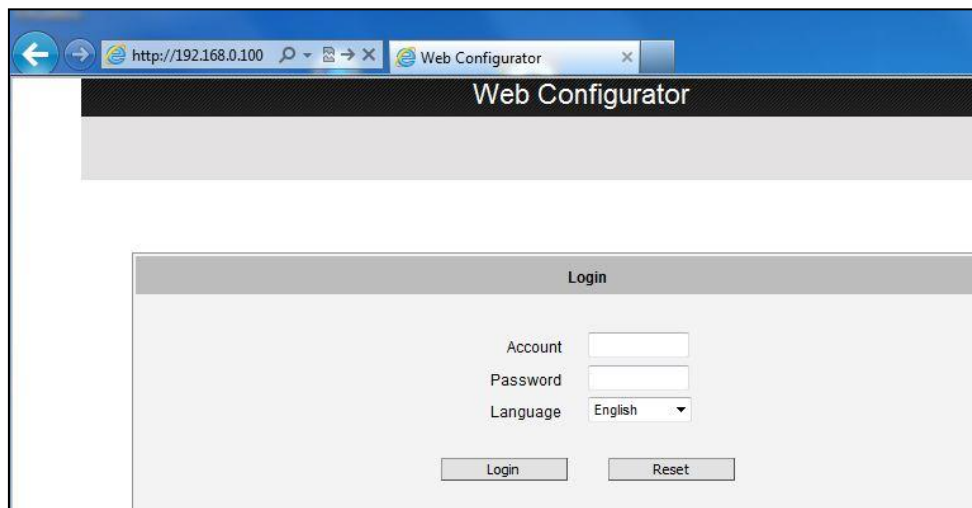 http://192.168.0.100 Web Configurator
Web Configurator
Login
Account
Password
Language English
Login Reset